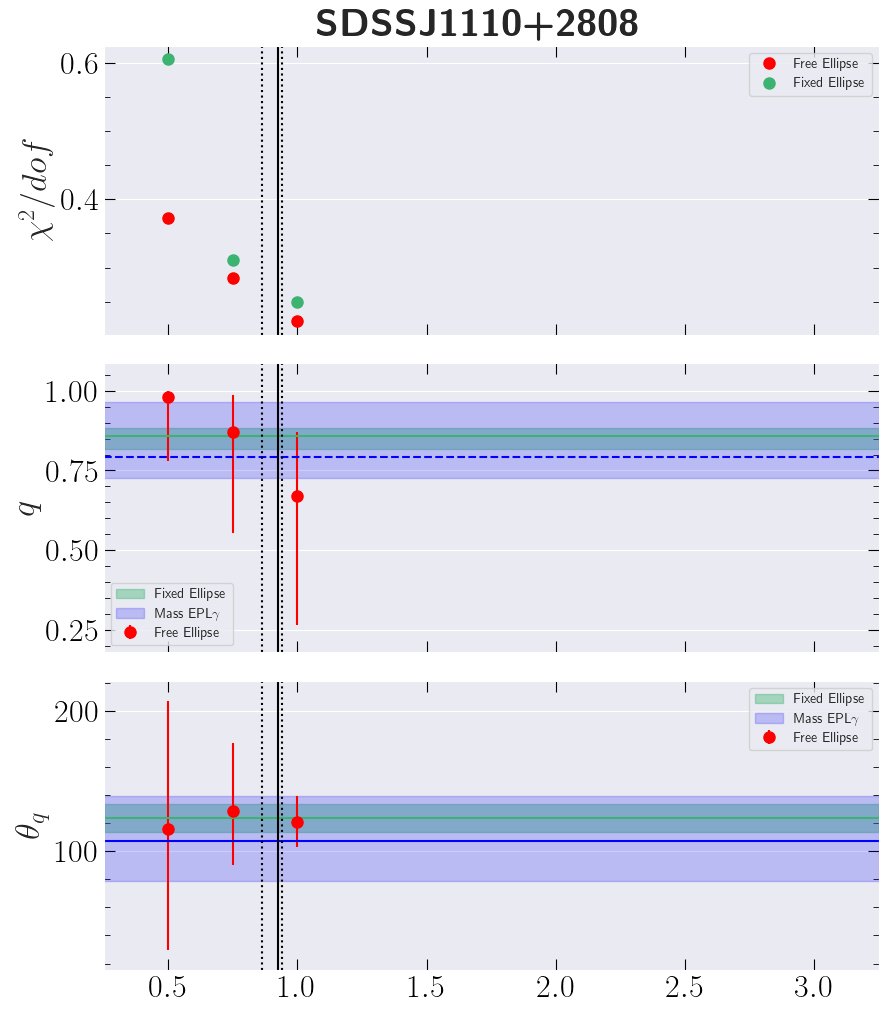 SDSSJ1110+2808
χ²/dof
0.6
0.4
Free Ellipse
Fixed Ellipse
q
1.00
0.75
0.50
0.25
Fixed Ellipse
Mass EPLγ
Free Ellipse
θq
200
100
Fixed Ellipse
Mass EPLγ
Free Ellipse
0.5 1.0 1.5 2.0 2.5 3.0